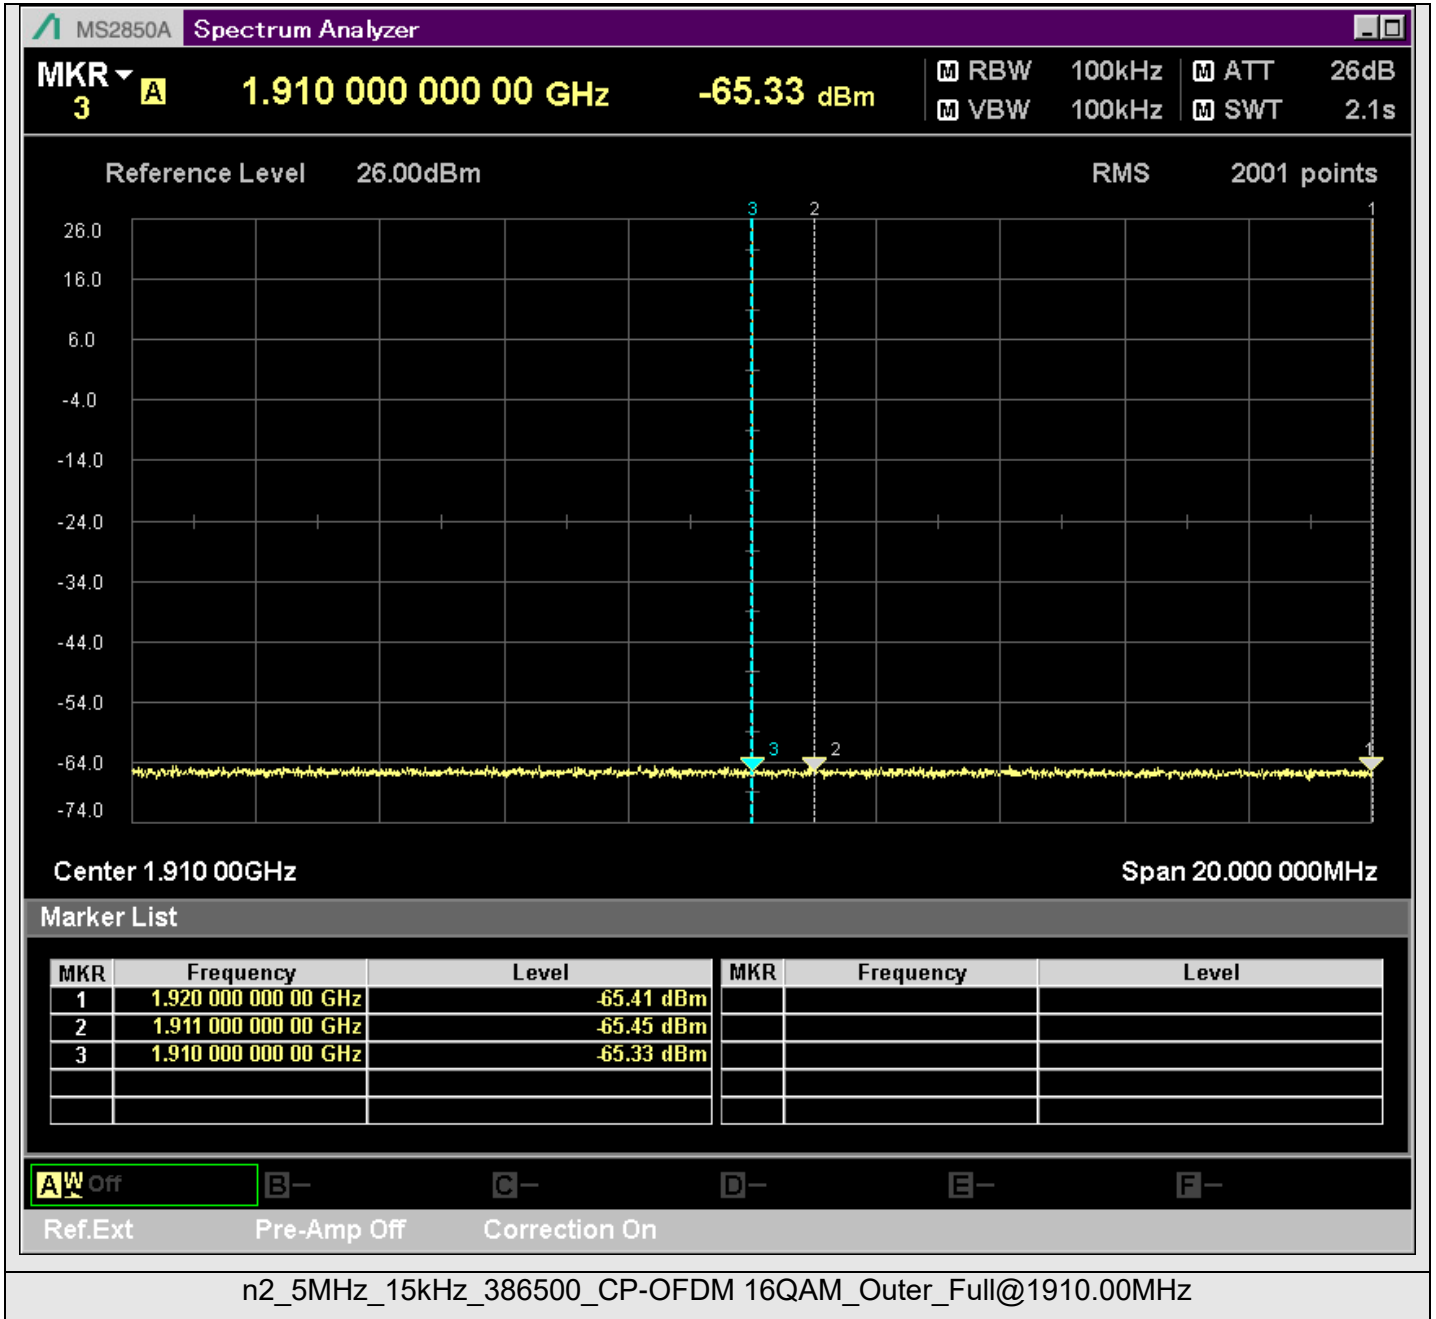 MS2850A Spectrum Analyzer
MKR A 1.910 000 000 00 GHz -65.33 dBm M RBW 100kHz M ATT 26dB
3 M VBW 100kHz M SWT 2.1s
Reference Level 26.00dBm RMS 2001 points
3 2 1
26.0
16.0
6.0
-4.0
-14.0
-24.0
-34.0
-44.0
-54.0
3 2 1
-64.0
-74.0
Center 1.910 00GHz Span 20.000 000MHz
Marker List
MKR Frequency Level MKR Frequency Level
1 1.920 000 000 00 GHz -65.41 dBm
2 1.911 000 000 00 GHz -65.45 dBm
3 1.910 000 000 00 GHz -65.33 dBm
A W Off B – C – D – E – F –
Ref.Ext Pre-Amp Off Correction On
n2_5MHz_15kHz_386500_CP-OFDM 16QAM_Outer_Full@1910.00MHz